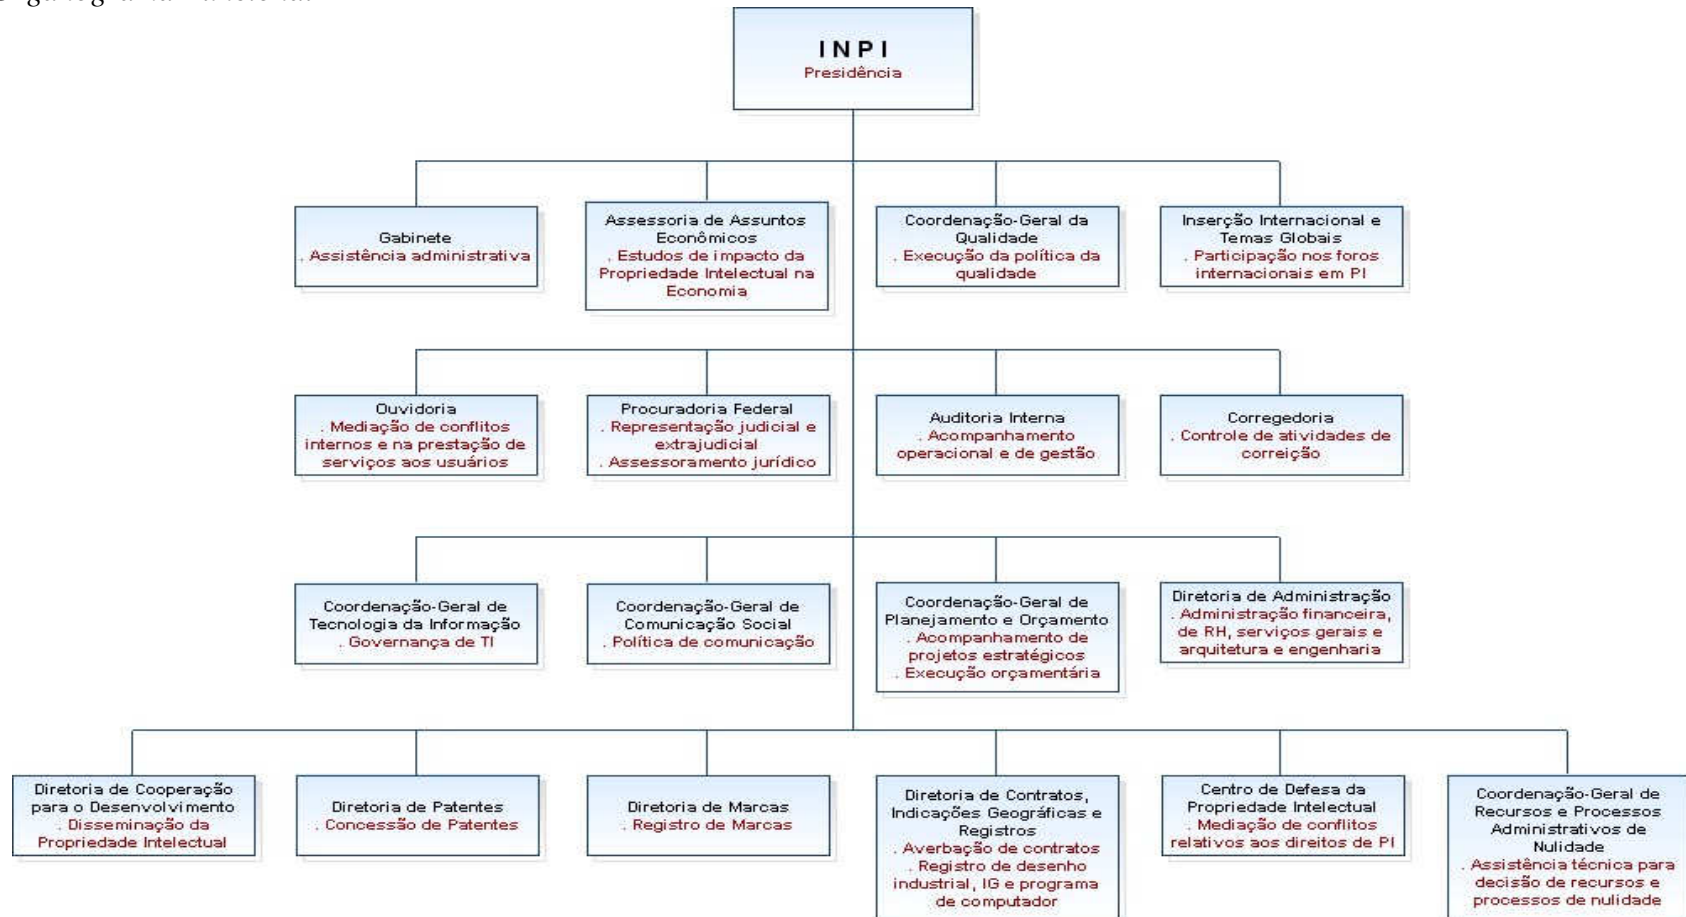 INPI
Presidência
Gabinete
. Assistência administrativa
Assessoria de Assuntos
Econômicos
. Estudos de impacto da
Propriedade Intelectual na
Economia
Coordenação-Geral da
Qualidade
. Execução da política da
qualidade
Inserção Internacional e
Temas Globais
. Participação nos foros
internacionais em PI
Ouvidoria
. Mediação de conflitos
internos e na prestação de
serviços aos usuários
Procuradoria Federal
. Representação judicial e
extrajudicial
. Assessoramento jurídico
Auditoria Interna
. Acompanhamento
operacional e de gestão
Corregedoria
. Controle de atividades de
correição
Coordenação-Geral de
Tecnologia da Informação
. Governança de TI
Coordenação-Geral de
Comunicação Social
. Política de comunicação
Coordenação-Geral de
Planejamento e Orçamento
. Acompanhamento de
projetos estratégicos
. Execução orçamentária
Diretoria de Administração
. Administração financeira,
de RH, serviços gerais e
arquitetura e engenharia
Diretoria de Cooperação
para o Desenvolvimento
. Disseminação da
Propriedade Intelectual
Diretoria de Patentes
. Concessão de Patentes
Diretoria de Marcas
. Registro de Marcas
Diretoria de Contratos,
Indicações Geográficas e
Registros
. Averbação de contratos
. Registro de desenho
industrial, IG e programa
de computador
Centro de Defesa da
Propriedade Intelectual
. Mediação de conflitos
relativos aos direitos de PI
Coordenação-Geral de
Recursos e Processos
Administrativos de
Nulidade
. Assistência técnica para
decisão de recursos e
processos de nulidade